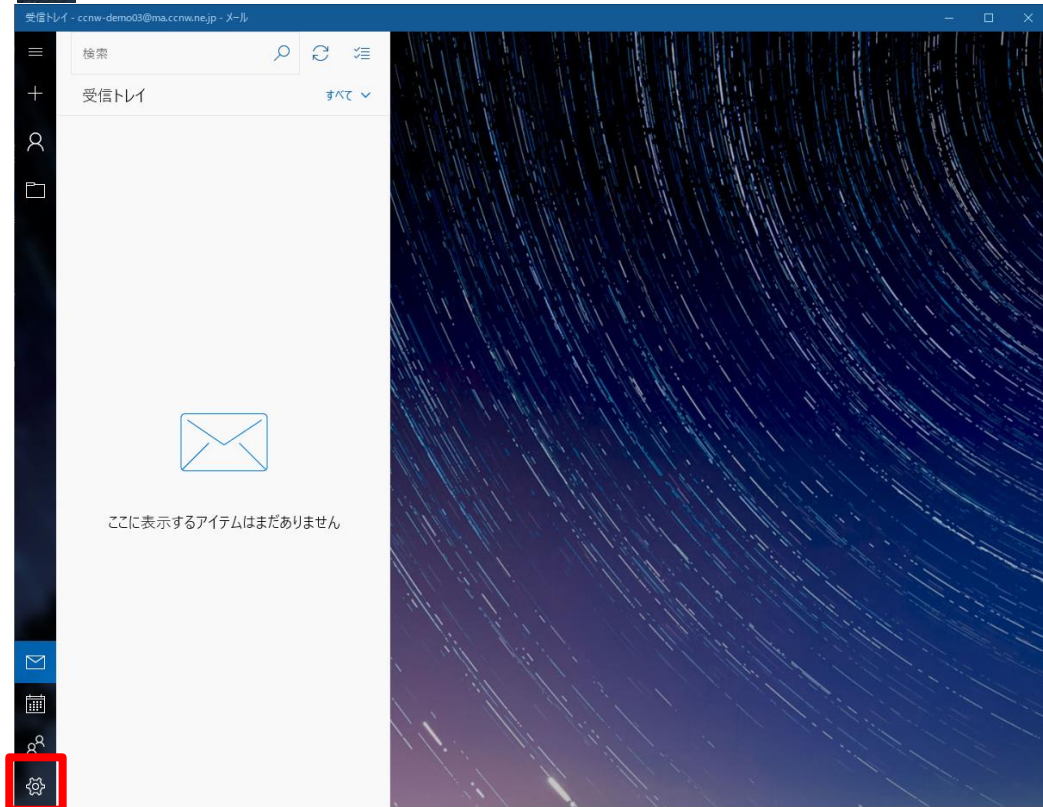 受信トレイ - ccnw-demo03@ma.ccnw.ne.jp - メール
検索
受信トレイ すべて
ここに表示するアイテムはまだありません